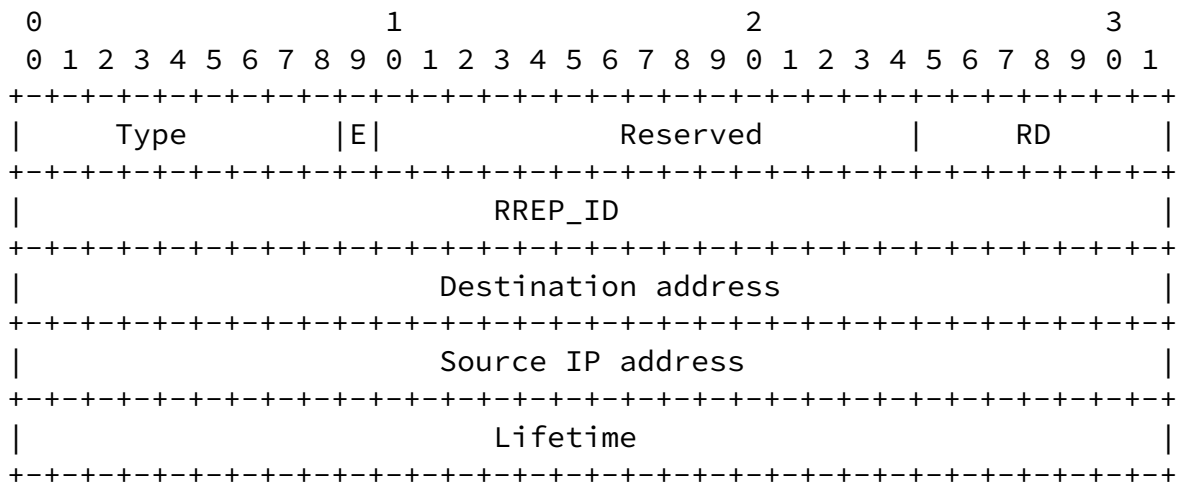 0                   1                   2                   3
 0 1 2 3 4 5 6 7 8 9 0 1 2 3 4 5 6 7 8 9 0 1 2 3 4 5 6 7 8 9 0 1
+-+-+-+-+-+-+-+-+-+-+-+-+-+-+-+-+-+-+-+-+-+-+-+-+-+-+-+-+-+-+-+-+
|     Type        |E|             Reserved        |     RD      |
+-+-+-+-+-+-+-+-+-+-+-+-+-+-+-+-+-+-+-+-+-+-+-+-+-+-+-+-+-+-+-+-+
|                          RREP_ID                              |
+-+-+-+-+-+-+-+-+-+-+-+-+-+-+-+-+-+-+-+-+-+-+-+-+-+-+-+-+-+-+-+-+
|                       Destination address                     |
+-+-+-+-+-+-+-+-+-+-+-+-+-+-+-+-+-+-+-+-+-+-+-+-+-+-+-+-+-+-+-+-+
|                       Source IP address                       |
+-+-+-+-+-+-+-+-+-+-+-+-+-+-+-+-+-+-+-+-+-+-+-+-+-+-+-+-+-+-+-+-+
|                          Lifetime                             |
+-+-+-+-+-+-+-+-+-+-+-+-+-+-+-+-+-+-+-+-+-+-+-+-+-+-+-+-+-+-+-+-+